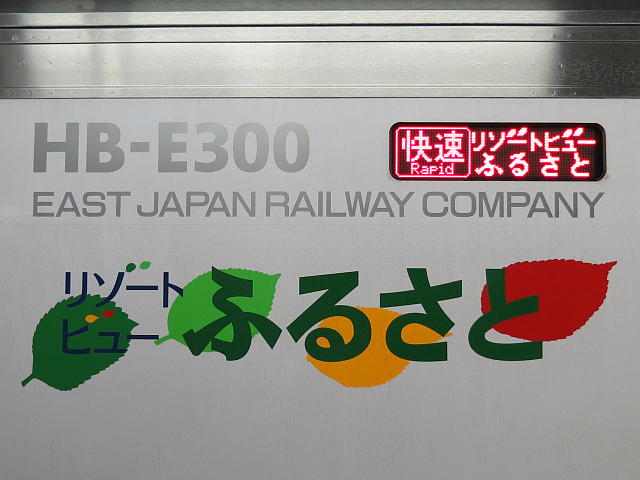 HB-E300
快速 リゾートビュー
Rapid ふるさと
EAST JAPAN RAILWAY COMPANY
リゾート
ビュー
ふるさと